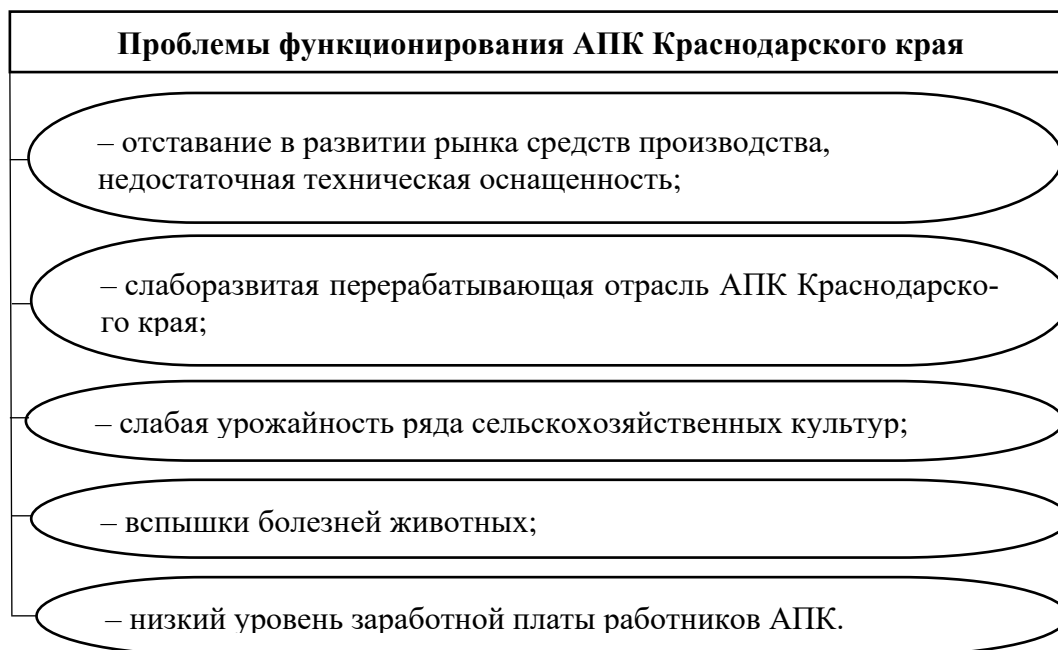 Проблемы функционирования АПК Краснодарского края
– отставание в развитии рынка средств производства,
недостаточная техническая оснащенность;
– слаборазвитая перерабатывающая отрасль АПК Краснодарско-
го края;
– слабая урожайность ряда сельскохозяйственных культур;
– вспышки болезней животных;
– низкий уровень заработной платы работников АПК.